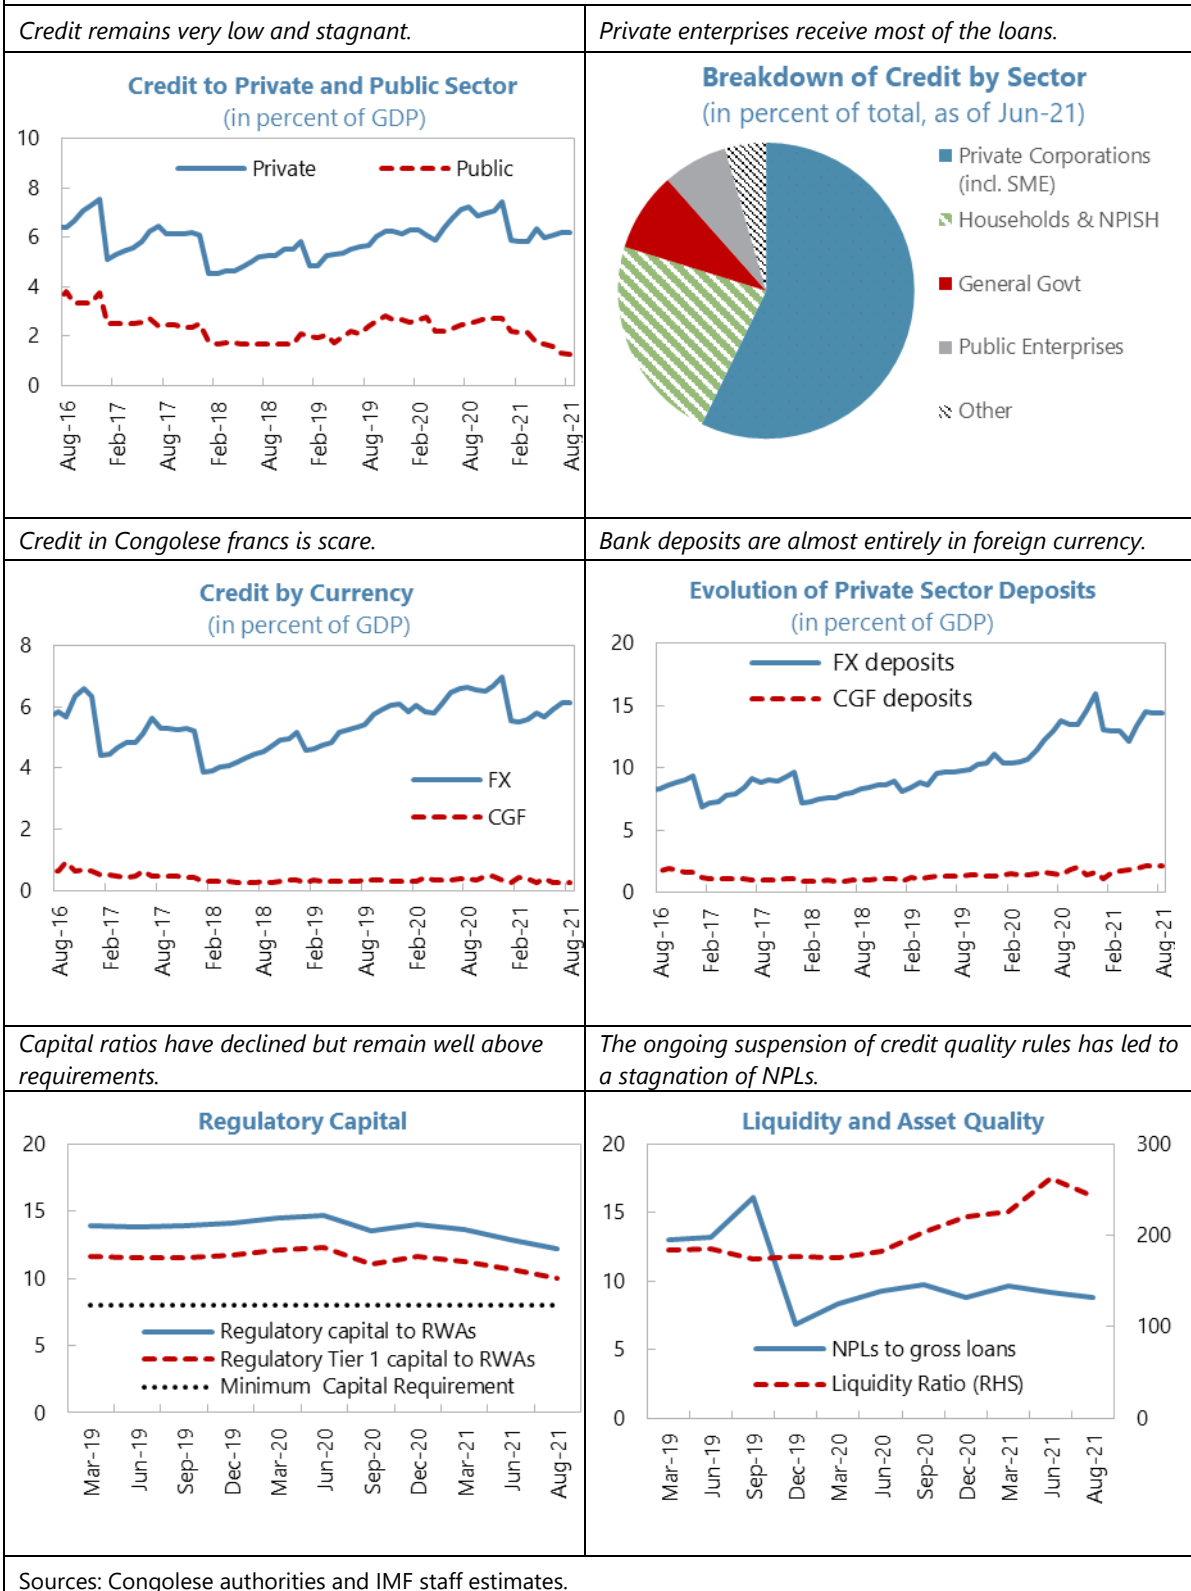 Credit remains very low and stagnant.
Private enterprises receive most of the loans.
Credit to Private and Public Sector
(in percent of GDP)
10
8
6
4
2
0
Private
Public
Aug-16
Feb-17
Aug-17
Feb-18
Aug-18
Feb-19
Aug-19
Feb-20
Aug-20
Feb-21
Aug-21
Breakdown of Credit by Sector
(in percent of total, as of Jun-21)
Private Corporations
(incl. SME)
Households & NPISH
General Govt
Public Enterprises
Other
Credit in Congolese francs is scare.
Bank deposits are almost entirely in foreign currency.
Credit by Currency
(in percent of GDP)
8
6
4
2
0
FX
CGF
Aug-16
Feb-17
Aug-17
Feb-18
Aug-18
Feb-19
Aug-19
Feb-20
Aug-20
Feb-21
Aug-21
Evolution of Private Sector Deposits
(in percent of GDP)
20
15
10
5
0
FX deposits
CGF deposits
Aug-16
Feb-17
Aug-17
Feb-18
Aug-18
Feb-19
Aug-19
Feb-20
Aug-20
Feb-21
Aug-21
Capital ratios have declined but remain well above
requirements.
The ongoing suspension of credit quality rules has led to
a stagnation of NPLs.
Regulatory Capital
20
15
10
5
0
Regulatory capital to RWAs
Regulatory Tier 1 capital to RWAs
Minimum Capital Requirement
Mar-19
Jun-19
Sep-19
Dec-19
Mar-20
Jun-20
Sep-20
Dec-20
Mar-21
Jun-21
Aug-21
Liquidity and Asset Quality
20
15
10
5
0
300
200
100
0
NPLs to gross loans
Liquidity Ratio (RHS)
Mar-19
Jun-19
Sep-19
Dec-19
Mar-20
Jun-20
Sep-20
Dec-20
Mar-21
Jun-21
Aug-21
Sources: Congolese authorities and IMF staff estimates.